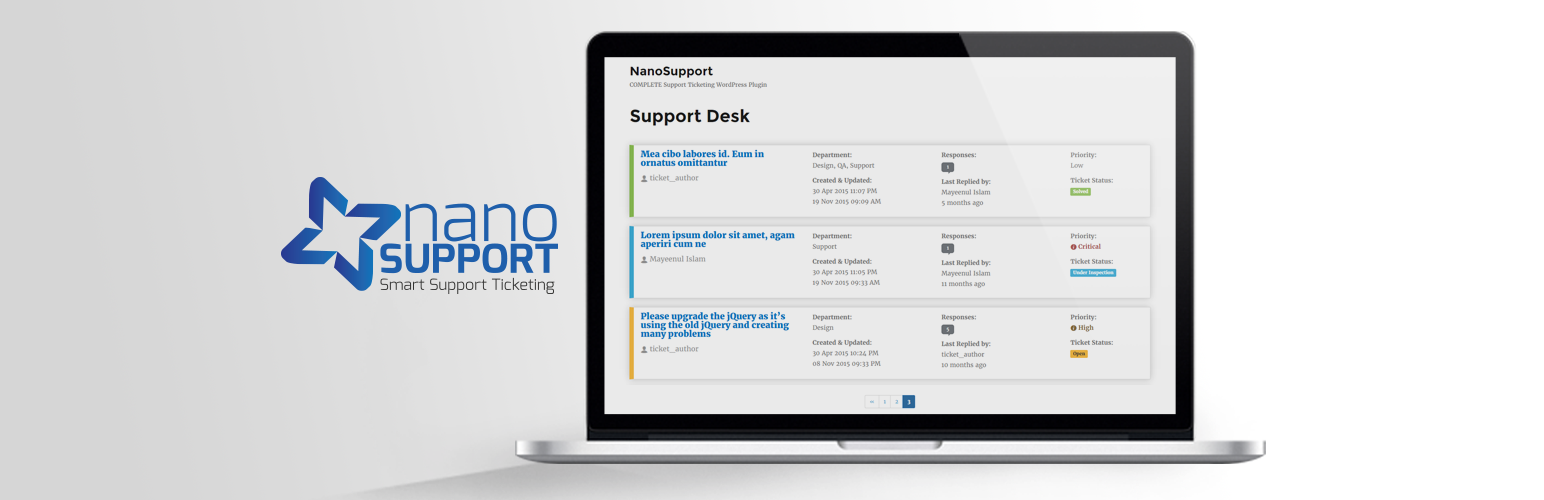 nano
SUPPORT
Smart Support Ticketing
NanoSupport
COMPLETE Support Ticketing WordPress Plugin
Support Desk
Mea cibo labores id. Eum in
ornatus omittantur
ticket_author
Department:
Design, QA, Support
Created & Updated:
30 Apr 2015 11:07 PM
19 Nov 2015 09:09 AM
Responses:
1
Last Replied by:
Mayeenul Islam
3 months ago
Priority:
Low
Ticket Status:
Solved
Lorem ipsum dolor sit amet, agam
aperiri cum ne
Mayeenul Islam
Department:
Support
Created & Updated:
30 Apr 2015 11:05 PM
19 Nov 2015 09:33 AM
Responses:
1
Last Replied by:
Mayeenul Islam
11 months ago
Priority:
Critical
Ticket Status:
Under Inspection
Please upgrade the jQuery as it's
using the old jQuery and creating
many problems
ticket_author
Department:
Design
Created & Updated:
30 Apr 2015 10:24 PM
08 Nov 2015 09:33 PM
Responses:
5
Last Replied by:
ticket_author
10 months ago
Priority:
High
Ticket Status:
Open
« 1 2 3